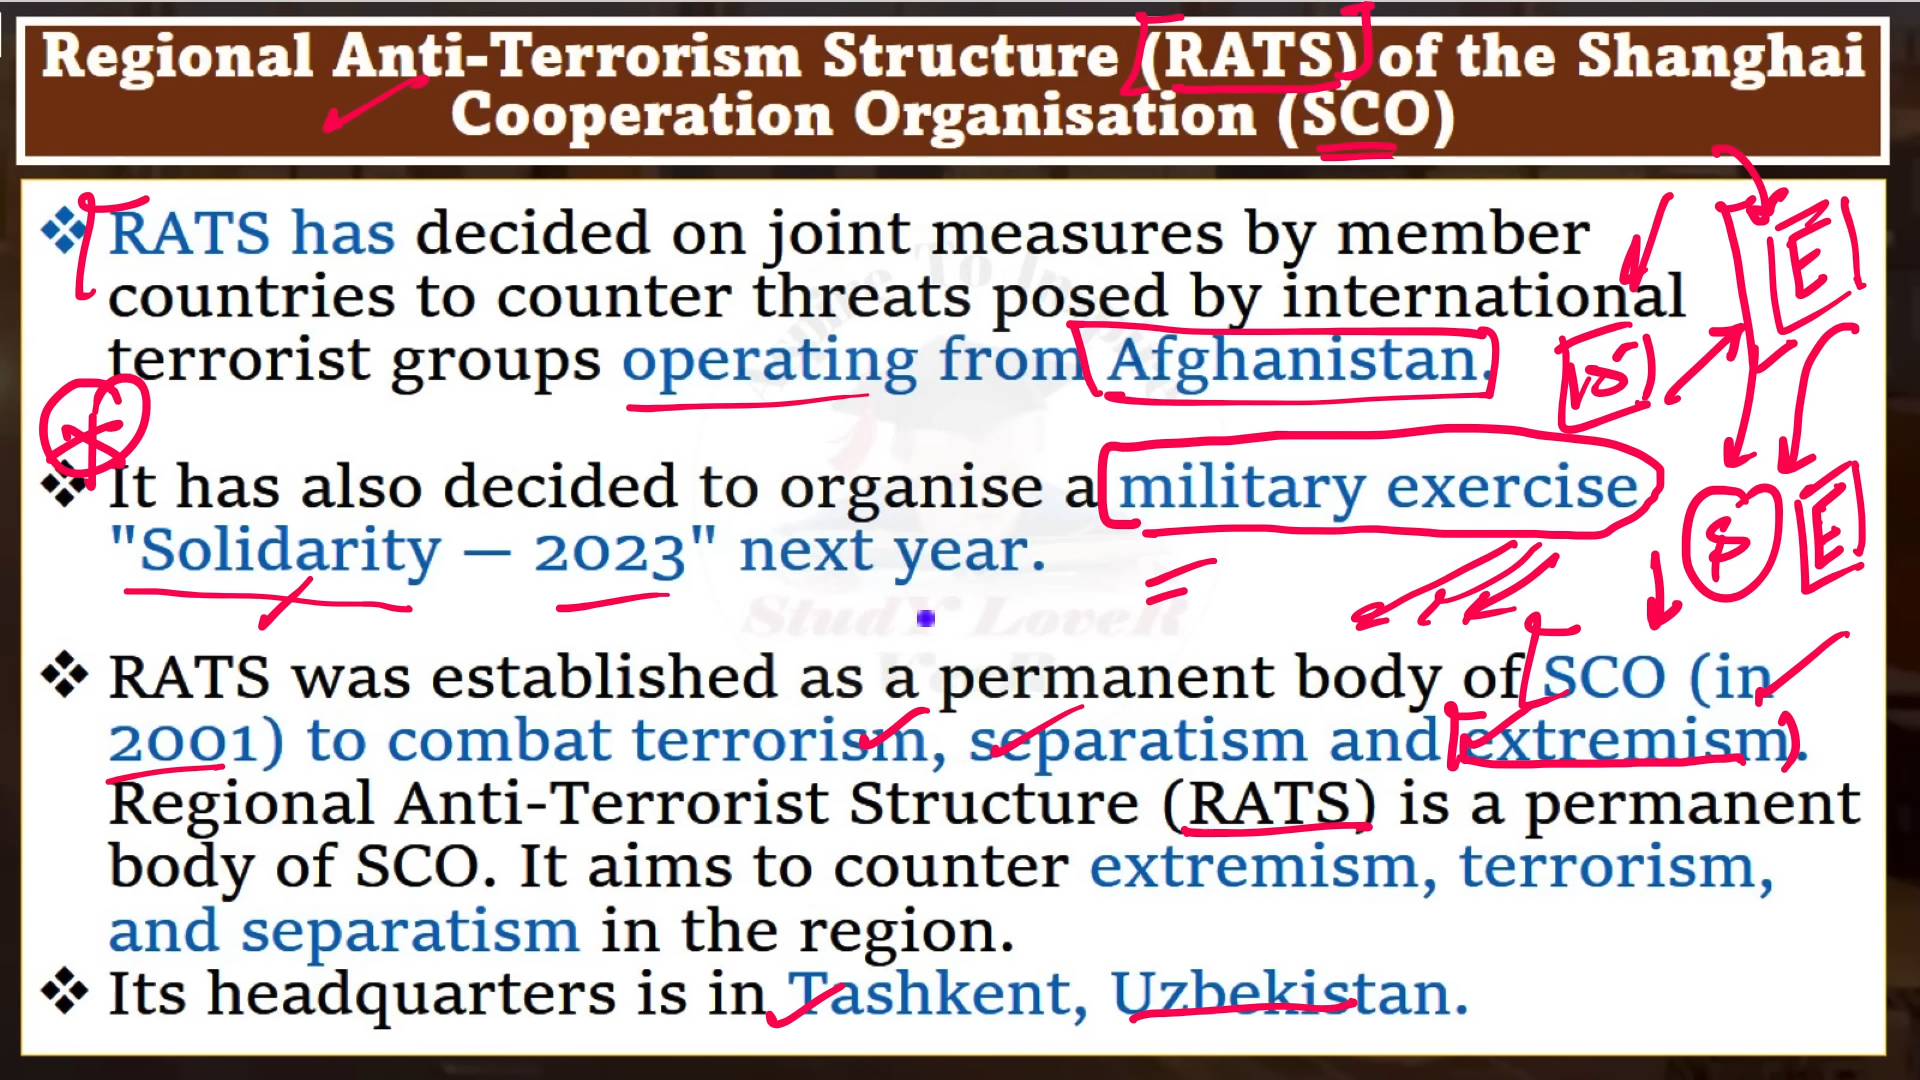 Regional Anti-Terrorism Structure (RATS) of the Shanghai
Cooperation Organisation (SCO)
❖ RATS has decided on joint measures by member
countries to counter threats posed by international
terrorist groups operating from Afghanistan.
❖ It has also decided to organise a military exercise
"Solidarity – 2023" next year.
StudY LoveR
❖ RATS was established as a permanent body of SCO (in
2001) to combat terrorism, separatism and extremism.
Regional Anti-Terrorist Structure (RATS) is a permanent
body of SCO. It aims to counter extremism, terrorism,
and separatism in the region.
❖ Its headquarters is in Tashkent, Uzbekistan.
E
$ E